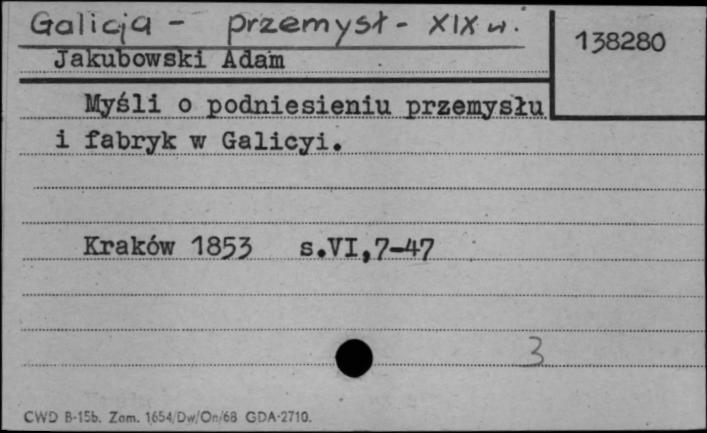 Galicja - przemysł - XIX w.
138280
Jakubowski Adam
Myśli o podniesieniu przemysłu
i fabryk w Galicyi.
Kraków 1853 s.VI,7-47
3
CWD B-15b. Zam. 1654/Dw/On/68 GDA-2710.